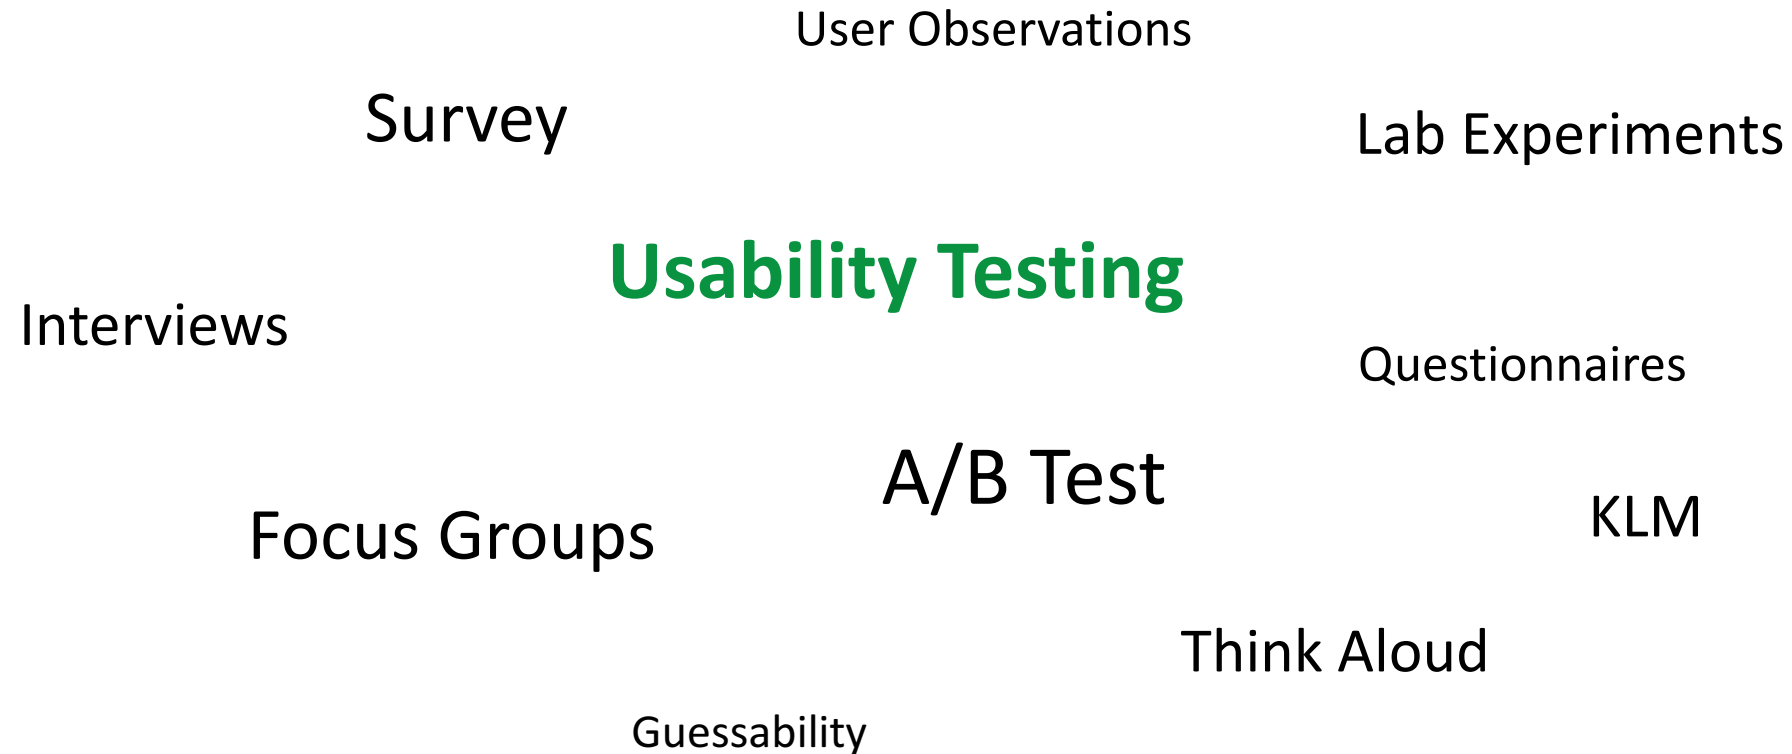 User Observations
Survey
Lab Experiments
Usability Testing
Interviews
Questionnaires
A/B Test
Focus Groups
KLM
Think Aloud
Guessability